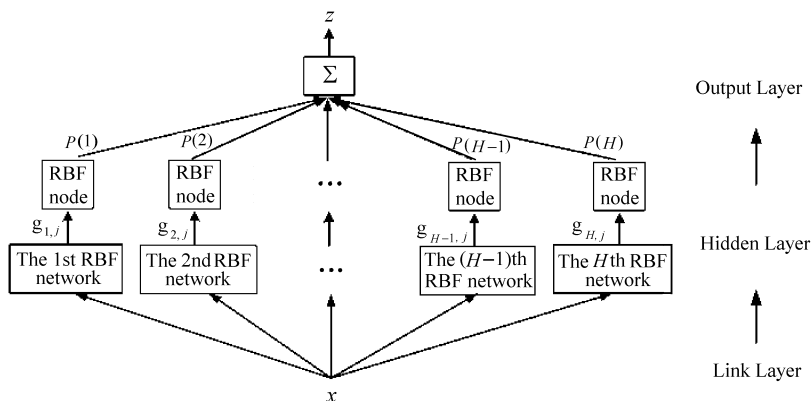 z
Σ
Output Layer
P(1)
P(2)
P(H−1)
P(H)
RBF
node
RBF
node
...
RBF
node
RBF
node
g1,j
g2,j
gH−1, j
gH, j
Hidden Layer
The 1st RBF
network
The 2nd RBF
network
...
The (H−1)th
RBF network
The Hth RBF
network
Link Layer
x